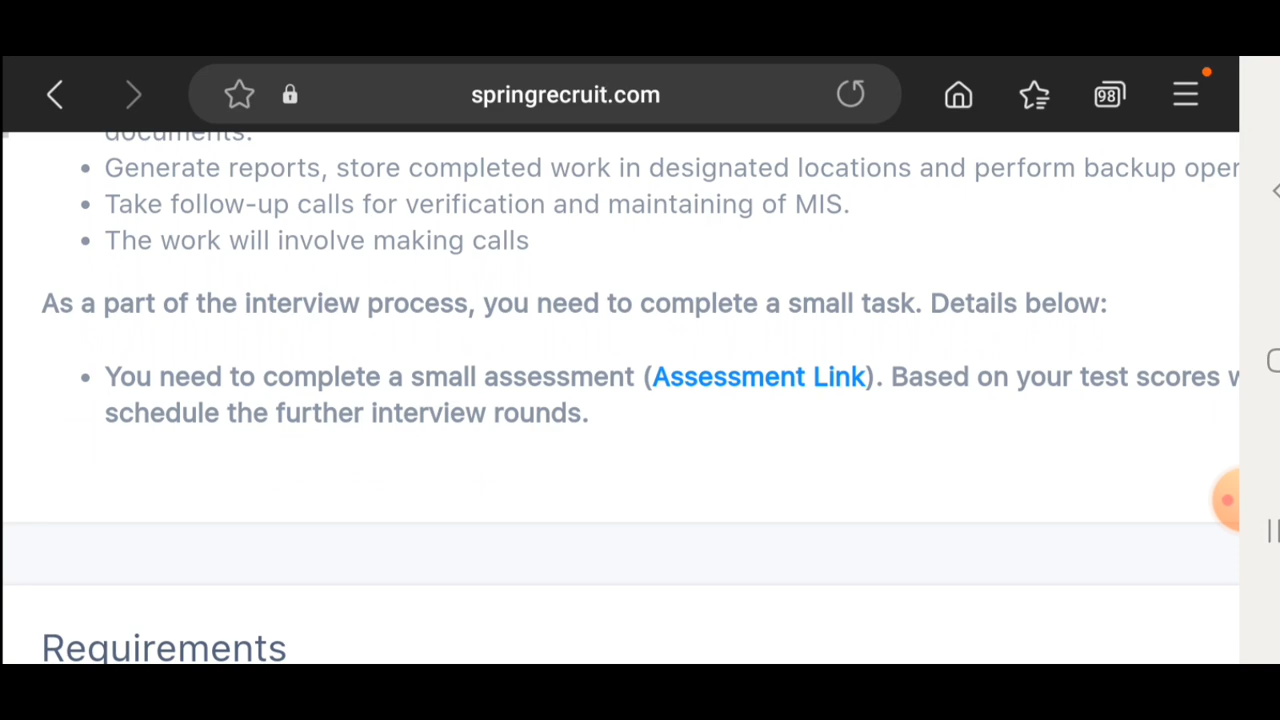 springrecruit.com
98
documents.
Generate reports, store completed work in designated locations and perform backup oper
Take follow-up calls for verification and maintaining of MIS.
The work will involve making calls
As a part of the interview process, you need to complete a small task. Details below:
You need to complete a small assessment (Assessment Link). Based on your test scores w
schedule the further interview rounds.
Requirements